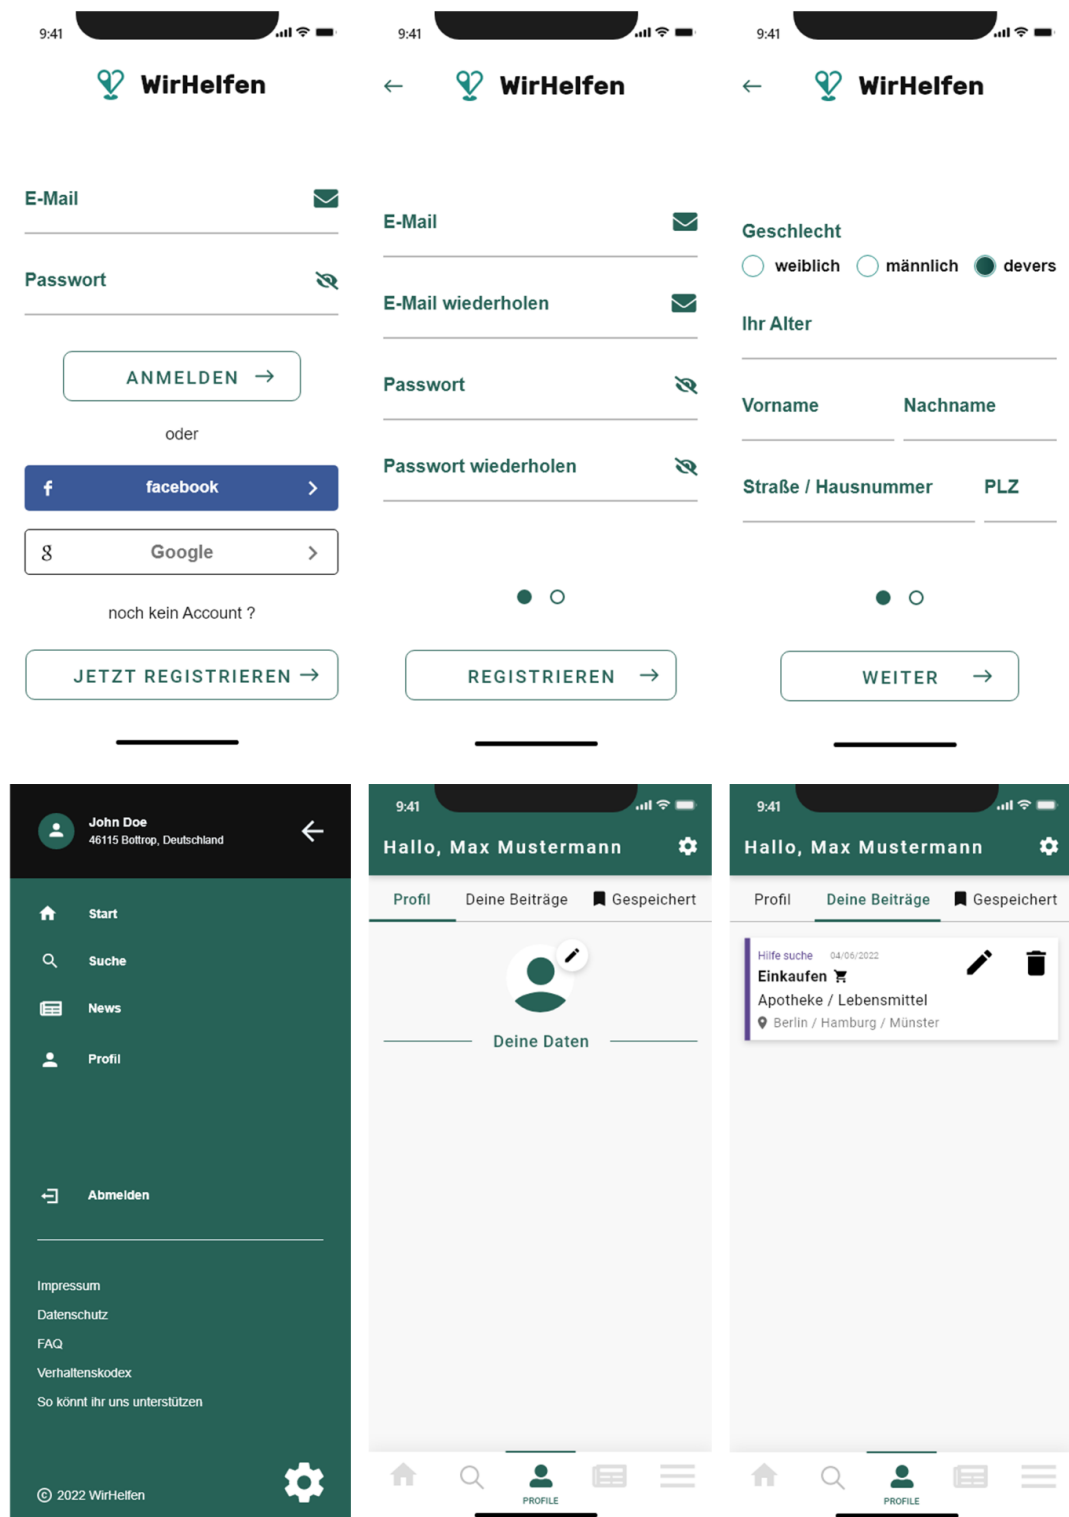 9:41
WirHelfen
E-Mail
Passwort
ANMELDEN
oder
facebook
Google
noch kein Account ?
JETZT REGISTRIEREN
9:41
WirHelfen
E-Mail
E-Mail wiederholen
Passwort
Passwort wiederholen
REGISTRIEREN
9:41
WirHelfen
Geschlecht
weiblich männlich devers
Ihr Alter
Vorname Nachname
Straße / Hausnummer PLZ
WEITER
John Doe
46115 Bottrop, Deutschland
Start
Suche
News
Profil
Abmelden
Impressum
Datenschutz
FAQ
Verhaltenskodex
So könnt ihr uns unterstützen
© 2022 WirHelfen
9:41
Hallo, Max Mustermann
Profil Deine Beiträge Gespeichert
Deine Daten
PROFILE
9:41
Hallo, Max Mustermann
Profil Deine Beiträge Gespeichert
Hilfe suche 04/06/2022
Einkaufen
Apotheke / Lebensmittel
Berlin / Hamburg / Münster
PROFILE